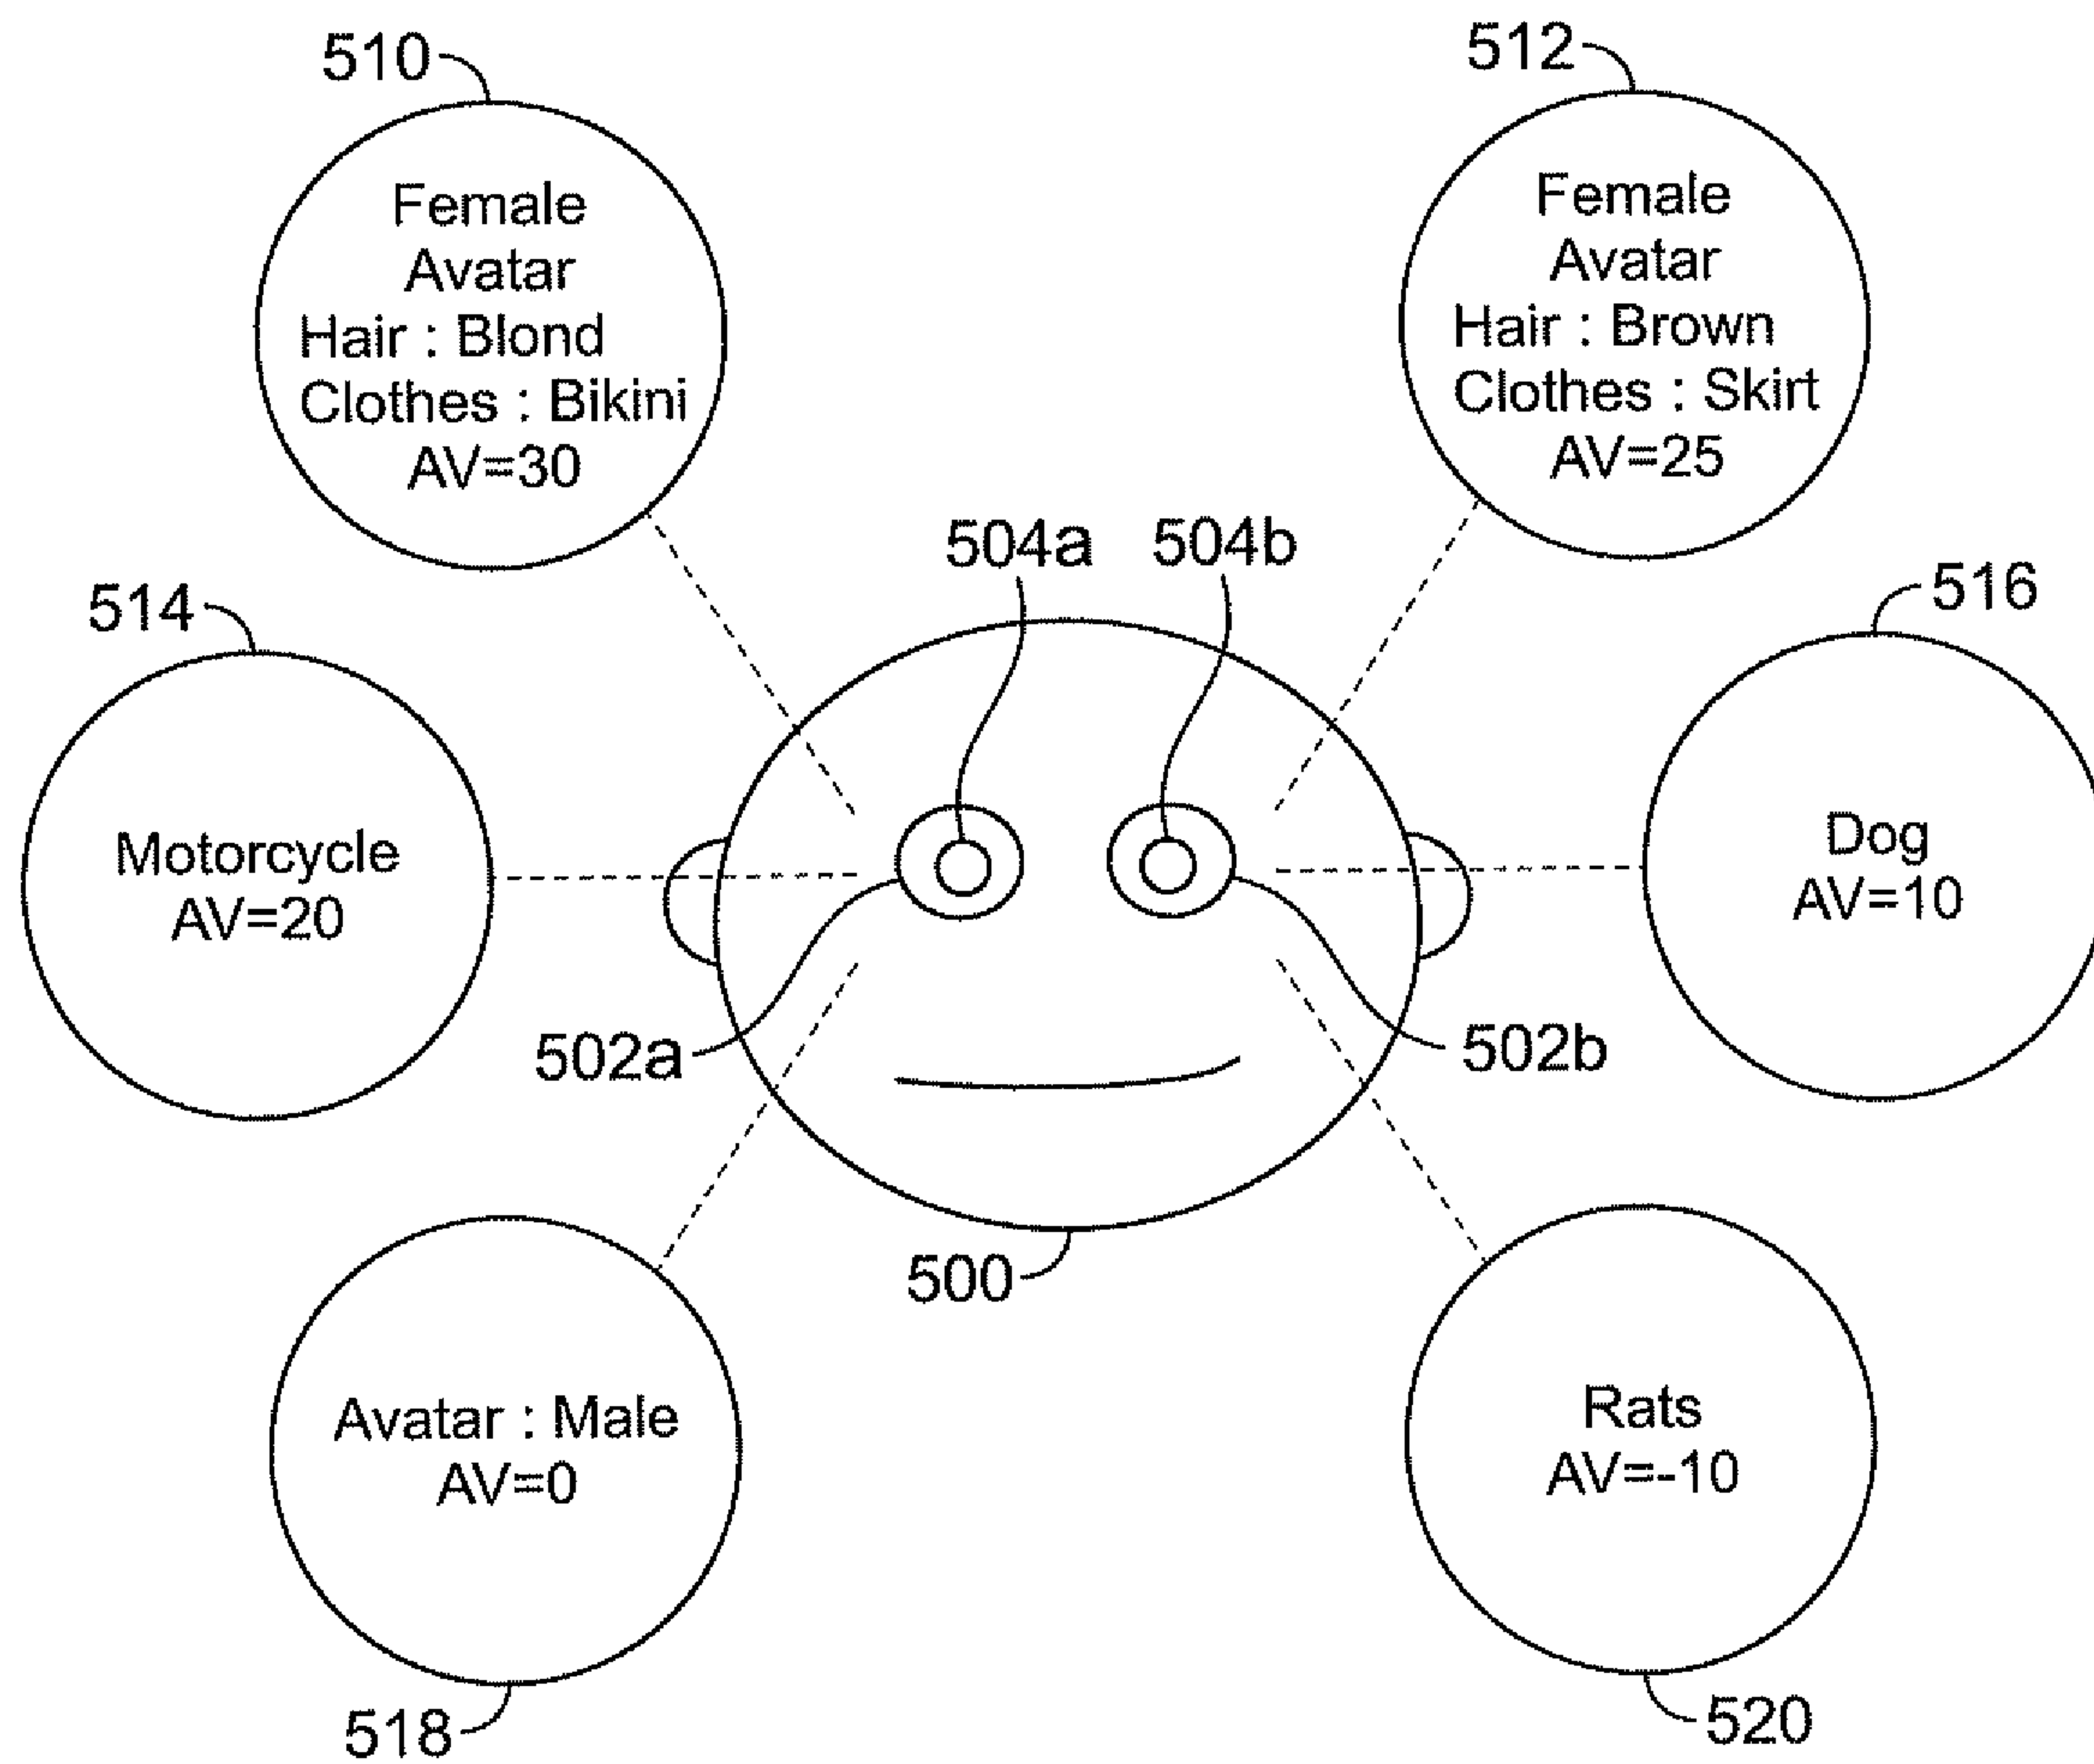 510
512
Female
Avatar
Hair : Blond
Clothes : Bikini
AV=30
Female
Avatar
Hair : Brown
Clothes : Skirt
AV=25
504a
504b
514
516
Motorcycle
AV=20
Dog
AV=10
502a
502b
500
Avatar : Male
AV=0
Rats
AV=-10
518
520